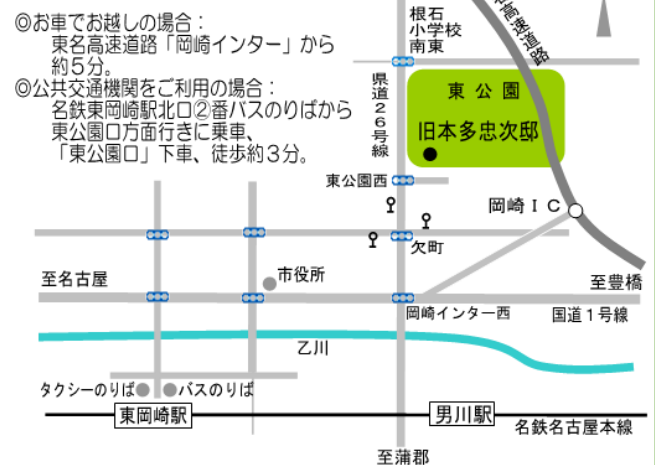 ◎お車でお越しの場合：
東名高速道路「岡崎インター」から
約５分。
◎公共交通機関をご利用の場合：
名鉄東岡崎駅北口②番バスのりばから
東公園口方面行きに乗車、
「東公園口」下車、徒歩約３分。
根石
小学校
南東
名高速道路
県道２６号線
東公園
旧本多忠次邸
東公園西
岡崎ＩＣ
欠町
至名古屋
市役所
至豊橋
岡崎インター西
国道１号線
乙川
タクシーのりば
バスのりば
東岡崎駅
男川駅
名鉄名古屋本線
至蒲郡